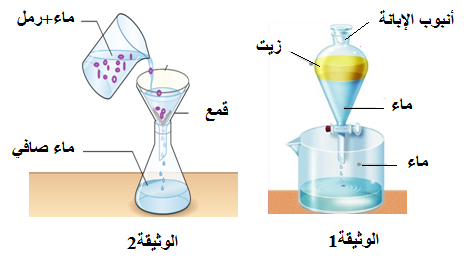 أنبوب الإبانة
زيت
ماء
ماء
الوثيقة1
ماء+رمل
قمع
ماء صافي
الوثيقة2